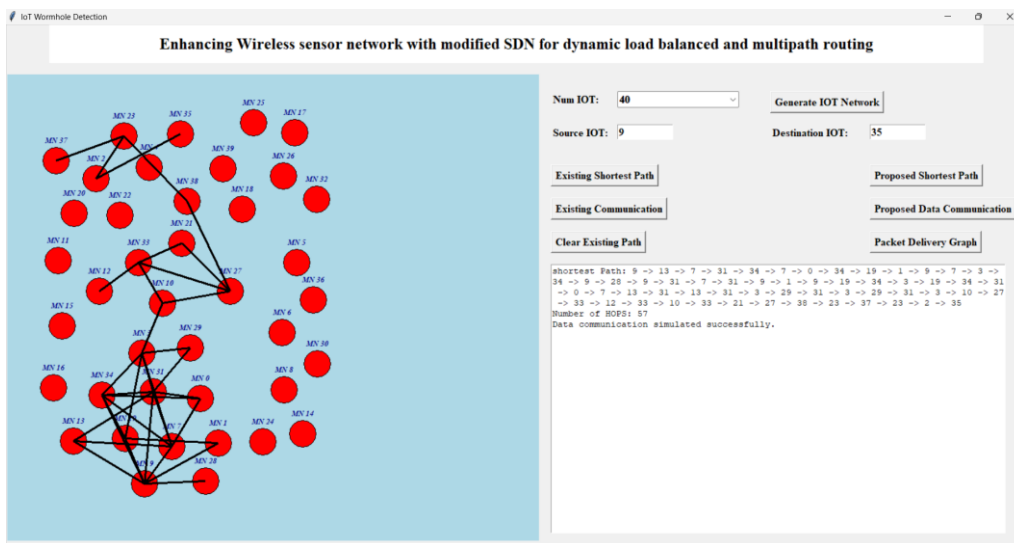 IoT Wormhole Detection
Enhancing Wireless sensor network with modified SDN for dynamic load balanced and multipath routing
MN 25
MN 17
MN 23
MN 35
MN 37
MN 2
MN 39
MN 26
MN 20
MN 22
MN 38
MN 18
MN 32
MN 21
MN 11
MN 33
MN 5
MN 12
MN 27
MN 36
MN 10
MN 15
MN 29
MN 6
MN 30
MN 16
MN 34
MN 31
MN 0
MN 8
MN 13
MN 7
MN 1
MN 24
MN 14
MN 9
MN 28
Num IOT:
40
Generate IOT Network
Source IOT:
9
Destination IOT:
35
Existing Shortest Path
Proposed Shortest Path
Existing Communication
Proposed Data Communication
Clear Existing Path
Packet Delivery Graph
shortest Path: 9 -> 13 -> 7 -> 31 -> 34 -> 7 -> 0 -> 34 -> 19 -> 1 -> 9 -> 7 -> 3 ->
34 -> 9 -> 28 -> 9 -> 31 -> 7 -> 31 -> 9 -> 1 -> 9 -> 19 -> 34 -> 3 -> 19 -> 34 -> 31
-> 0 -> 7 -> 13 -> 31 -> 13 -> 31 -> 3 -> 29 -> 31 -> 3 -> 29 -> 31 -> 3 -> 10 -> 27
-> 33 -> 12 -> 33 -> 10 -> 33 -> 21 -> 27 -> 38 -> 23 -> 37 -> 23 -> 2 -> 35
Number of HOPS: 57
Data communication simulated successfully.